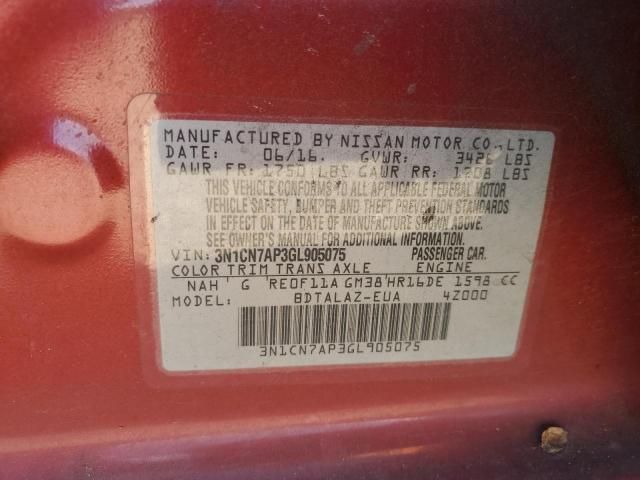 MANUFACTURED BY NISSAN MOTOR CO., LTD.
DATE: 06/16 GVWR: 3426 LBS
GAWR FR: 1750 LBS GAWR RR: 1708 LBS
THIS VEHICLE CONFORMS TO ALL APPLICABLE FEDERAL MOTOR
VEHICLE SAFETY, BUMPER AND THEFT PREVENTION STANDARDS
IN EFFECT ON THE DATE OF MANUFACTURE SHOWN ABOVE.
SEE OWNER'S MANUAL FOR ADDITIONAL INFORMATION.
VIN: 3N1CN7AP3GL905075 PASSENGER CAR.
COLOR TRIM TRANS AXLE ENGINE
NAH G RE0F11A GM38 HR16DE 1598 CC
MODEL: BDTALAZ-EUA 4Z000
3N1CN7AP3GL905075